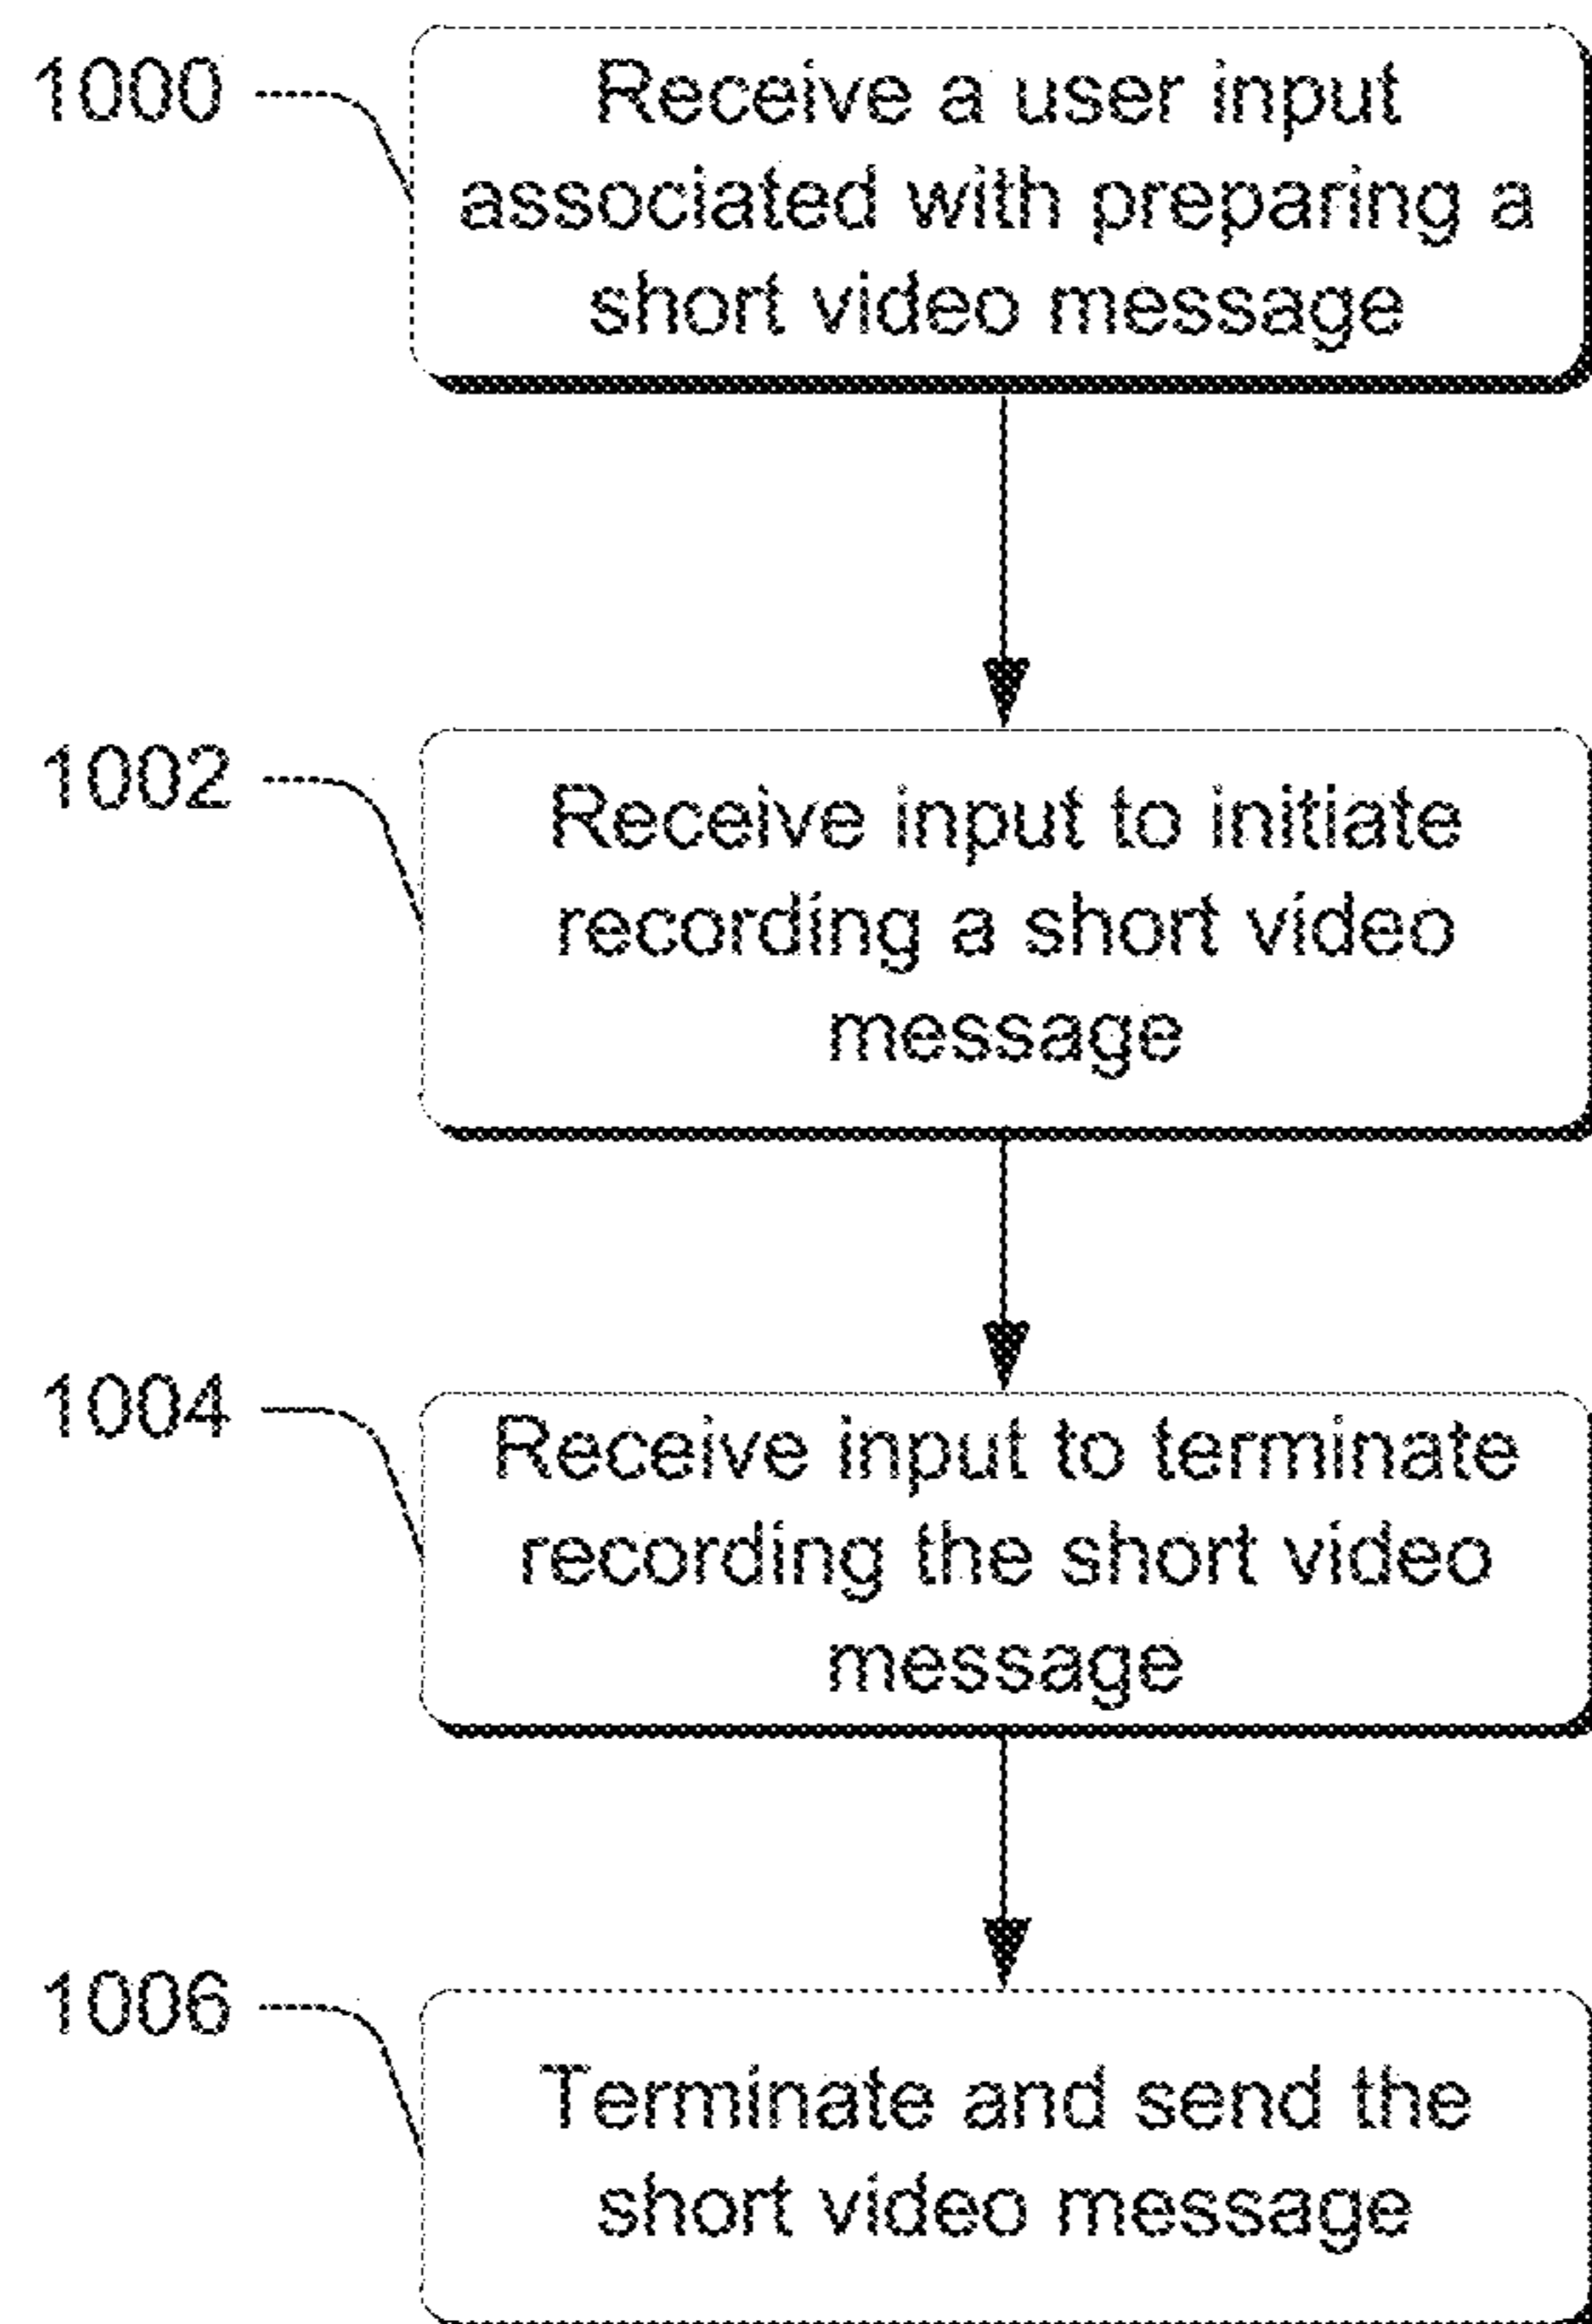 1000
Receive a user input
associated with preparing a
short video message
1002
Receive input to initiate
recording a short video
message
1004
Receive input to terminate
recording the short video
message
1006
Terminate and send the
short video message